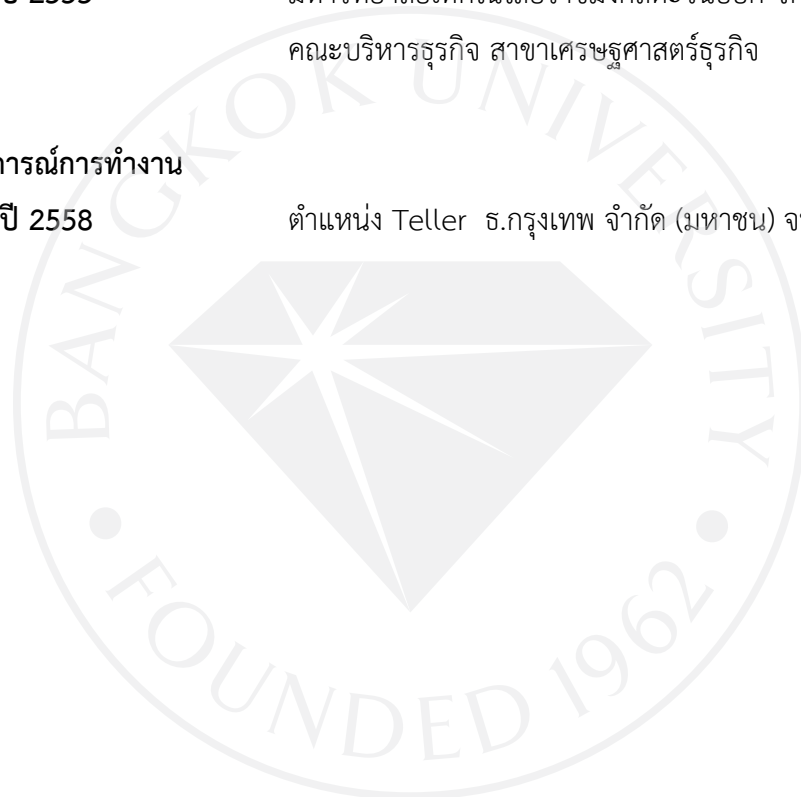 คณะบริหารธุรกิจ สาขาเศรษฐศาสตร์ธุรกิจ
การณ์การทำงาน
ปี 2558 ตำแหน่ง Teller ธ.กรุงเทพ จำกัด (มหาชน)
BANGKOK UNIVERSITY
FOUNDED 1962